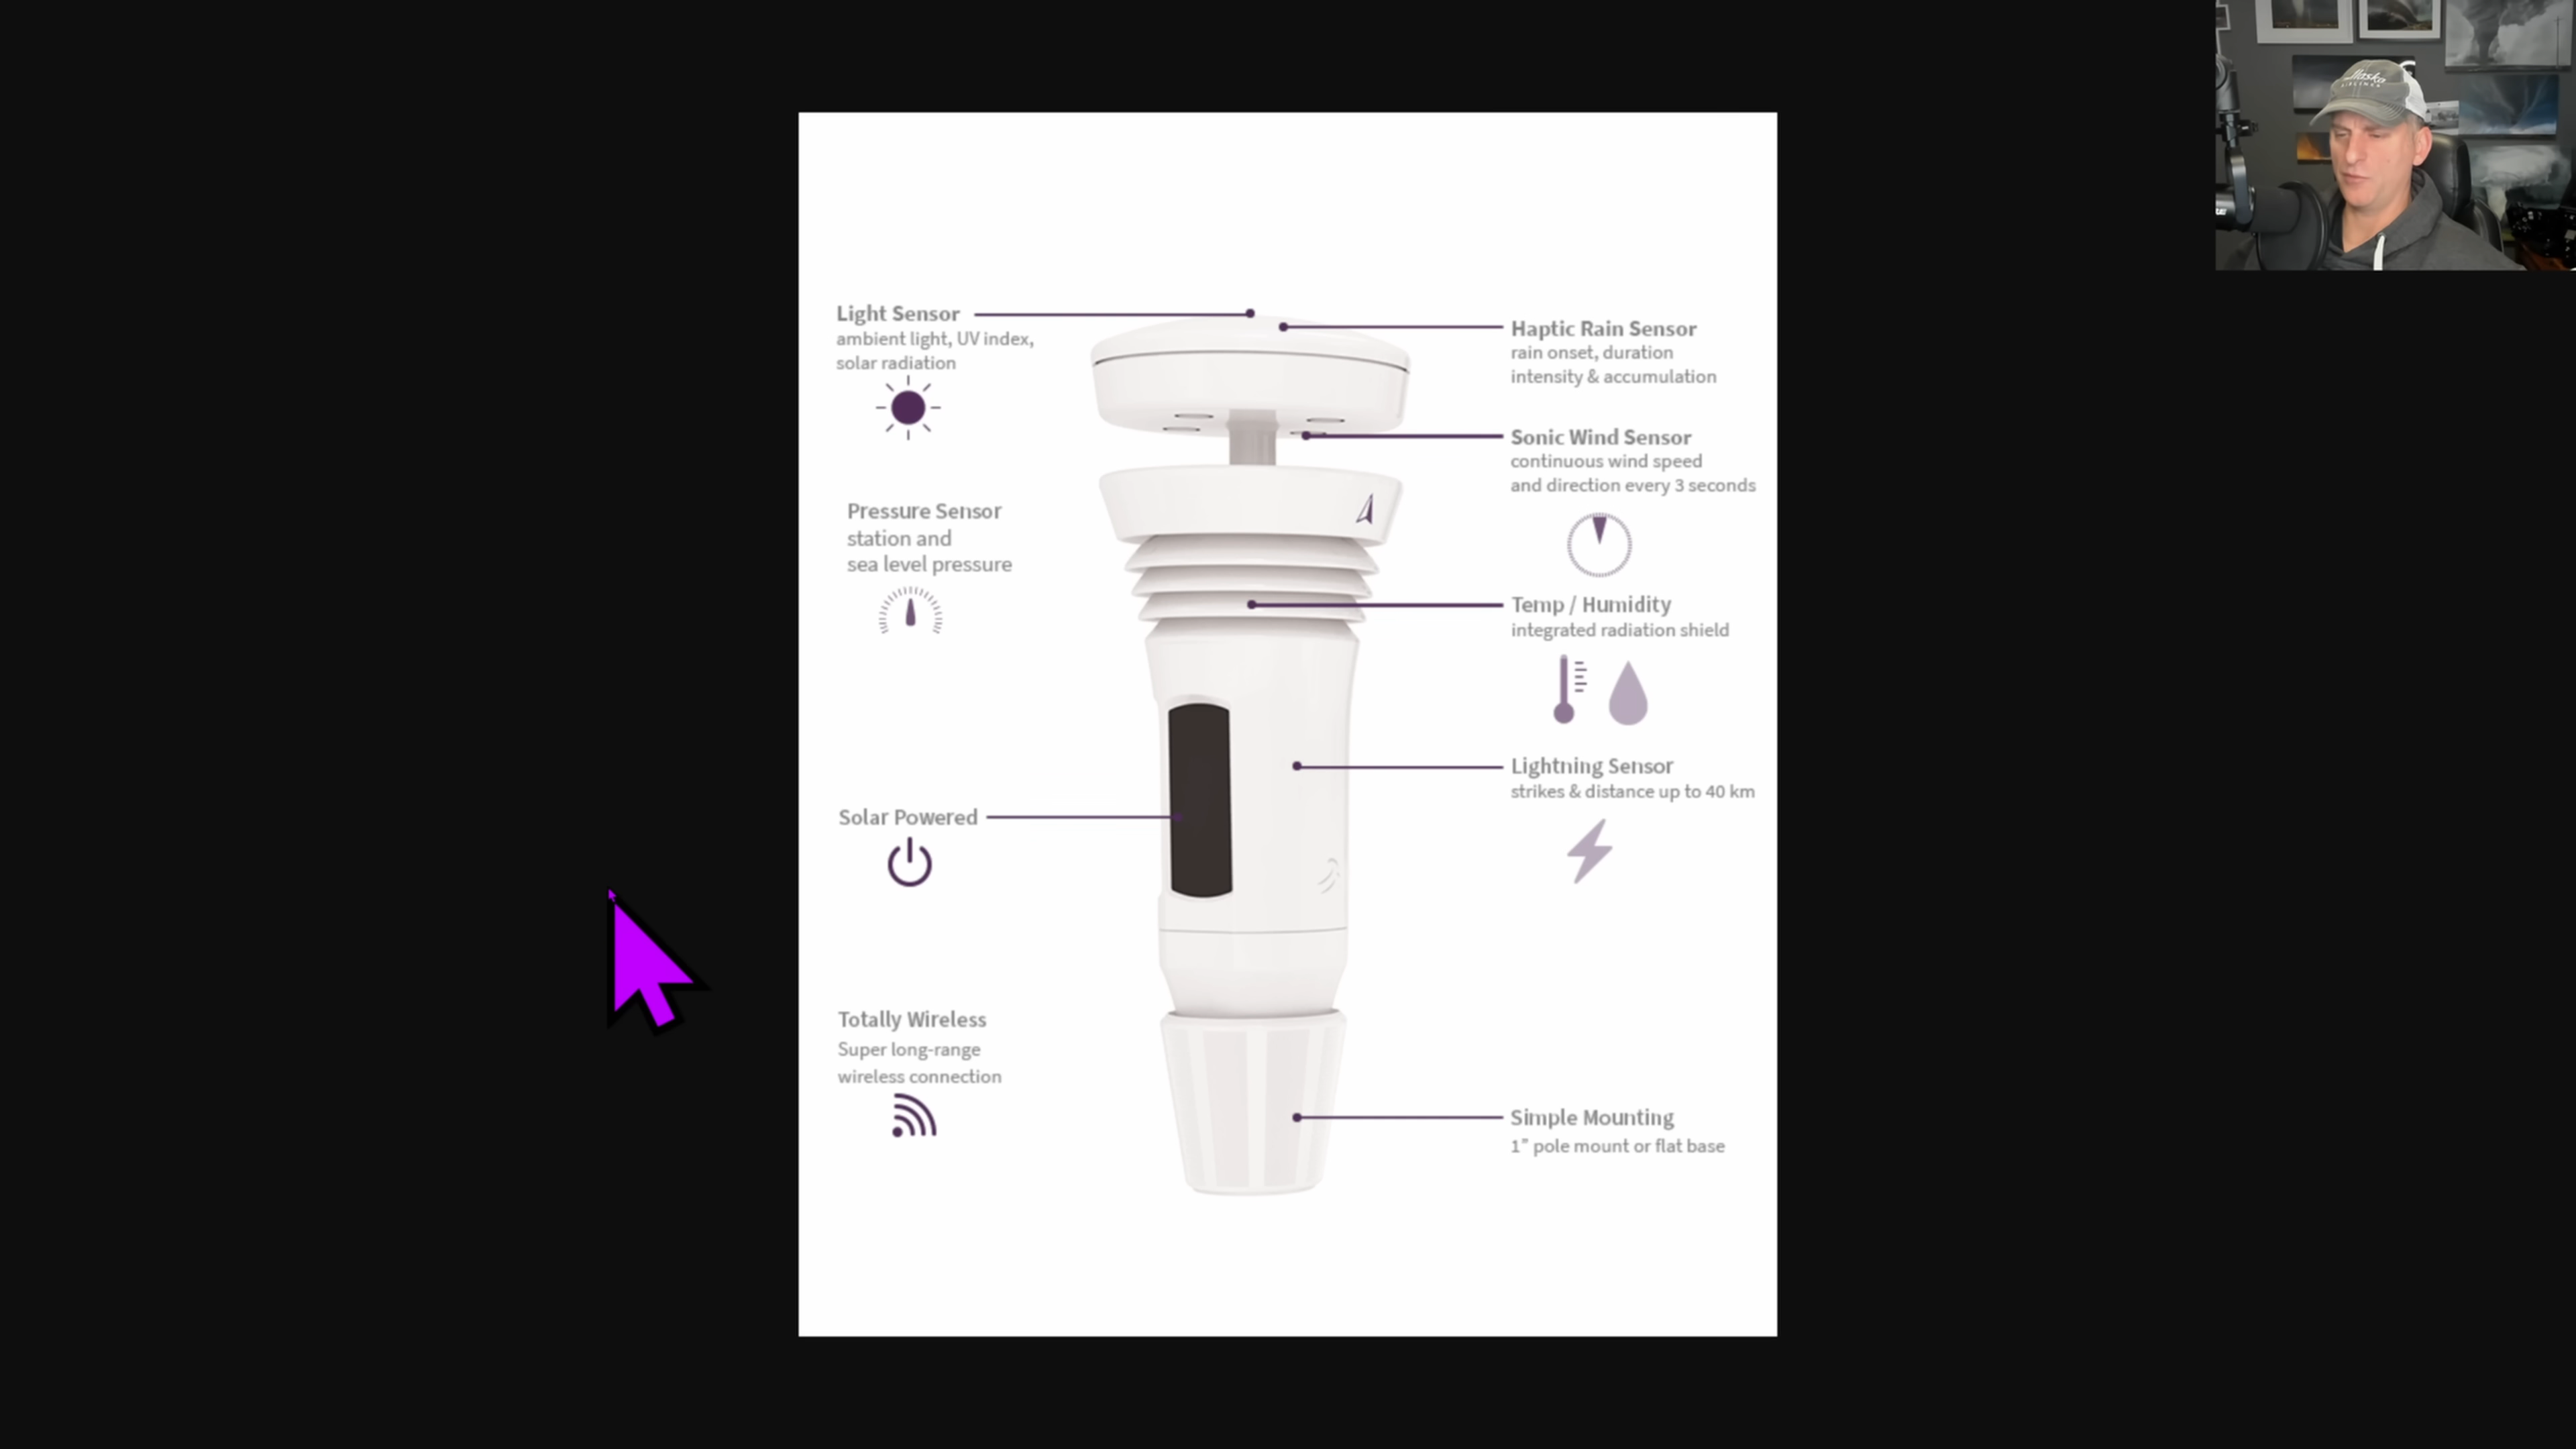 Light Sensor
ambient light, UV index,
solar radiation
Pressure Sensor
station and
sea level pressure
Solar Powered
Totally Wireless
Super long-range
wireless connection
Haptic Rain Sensor
rain onset, duration
intensity & accumulation
Sonic Wind Sensor
continuous wind speed
and direction every 3 seconds
Temp / Humidity
integrated radiation shield
Lightning Sensor
strikes & distance up to 40 km
Simple Mounting
1” pole mount or flat base
Alaska
AIRLINES